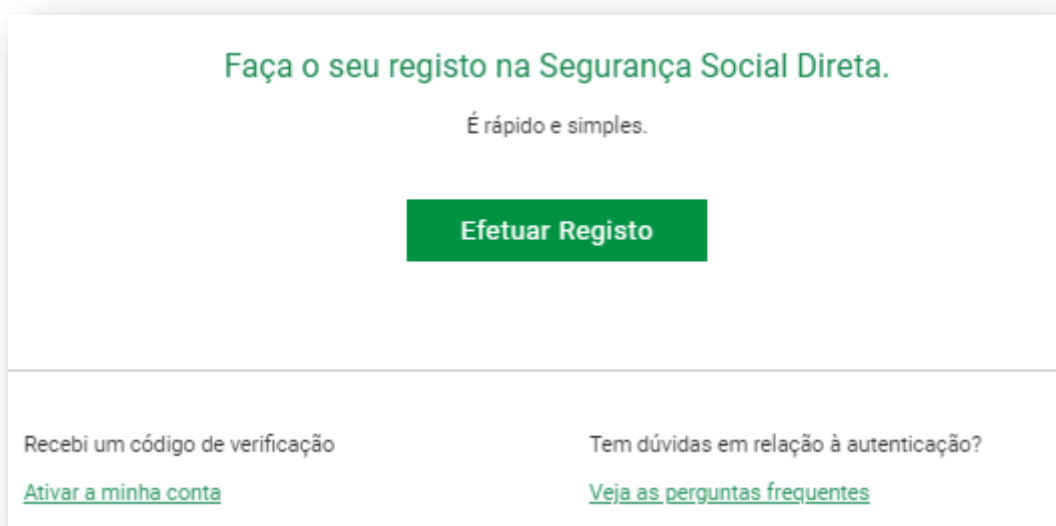 Faça o seu registo na Segurança Social Direta.
É rápido e simples.
Efetuar Registo
Recebi um código de verificação
Ativar a minha conta
Tem dúvidas em relação à autenticação?
Veja as perguntas frequentes